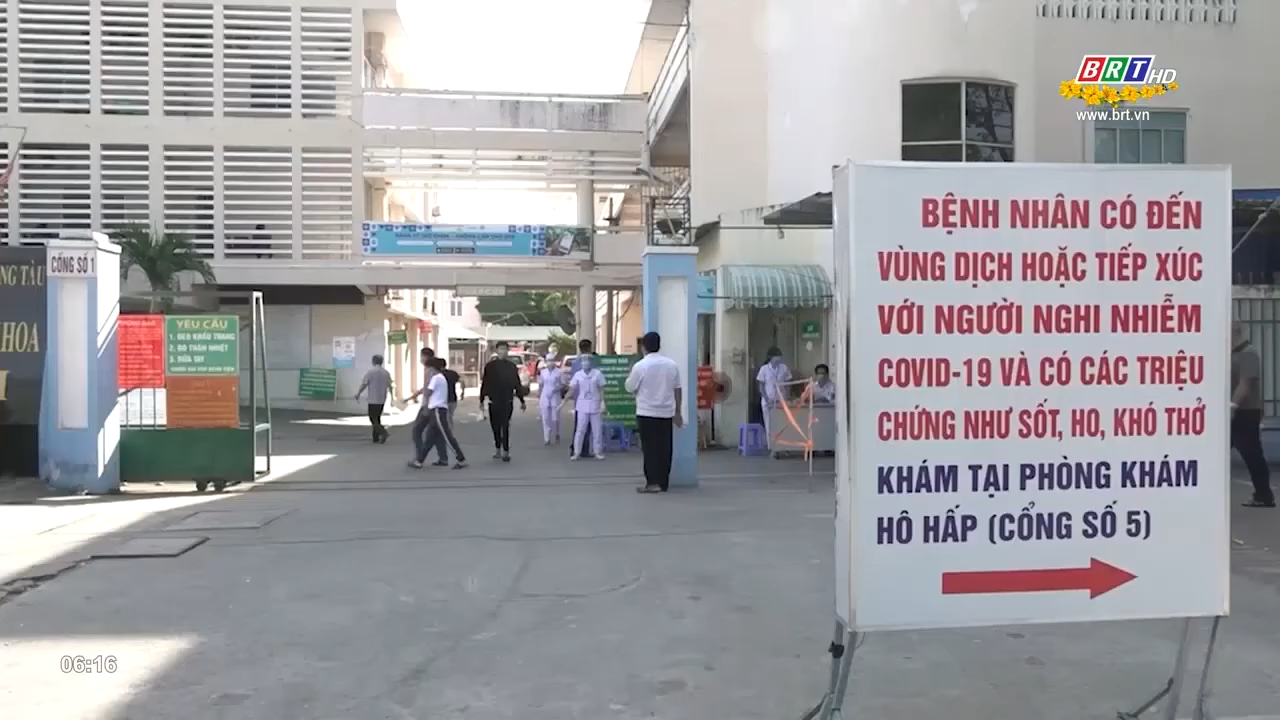 BRT HD
www.brt.vn
BỆNH NHÂN CÓ ĐẾN
VÙNG DỊCH HOẶC TIẾP XÚC
VỚI NGƯỜI NGHI NHIỄM
COVID-19 VÀ CÓ CÁC TRIỆU
CHỨNG NHƯ SỐT, HO, KHÓ THỞ
KHÁM TẠI PHÒNG KHÁM
HÔ HẤP (CỔNG SỐ 5)
CỔNG SỐ 1
NG TÀU
KHOA
YÊU CẦU
1. ĐEO KHẨU TRANG
2. ĐO THÂN NHIỆT
3. RỬA TAY
06:16